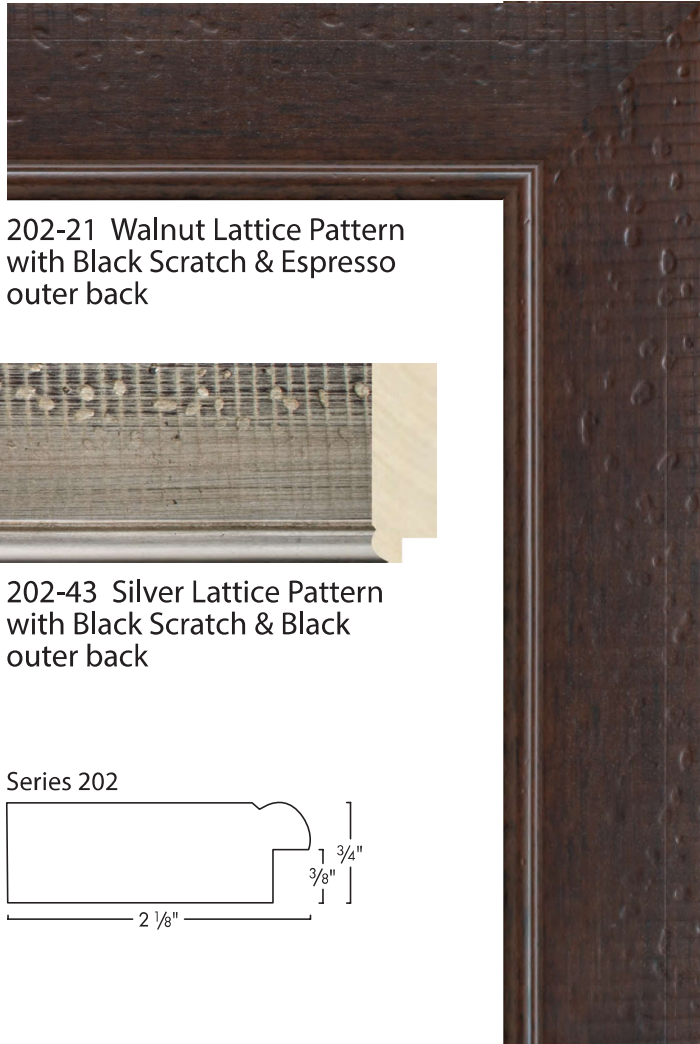 202-21  Walnut Lattice Pattern
with Black Scratch & Espresso
outer back
202-43  Silver Lattice Pattern
with Black Scratch & Black
outer back
Series 202
3/4"
3/8"
2 1/8"